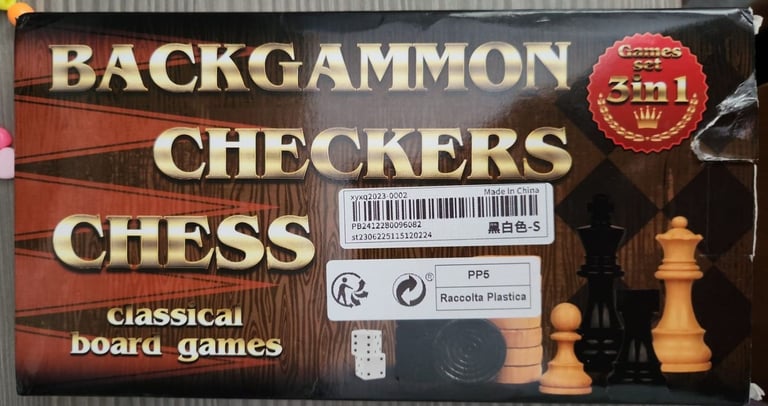 BACKGAMMON
Games
set
3in1
CHECKERS
xyxq2023-0002
Made In China
PB2412280096082
st2306225115120224
黑白色-S
CHESS
PP5
®
Raccolta Plastica
classical
board games